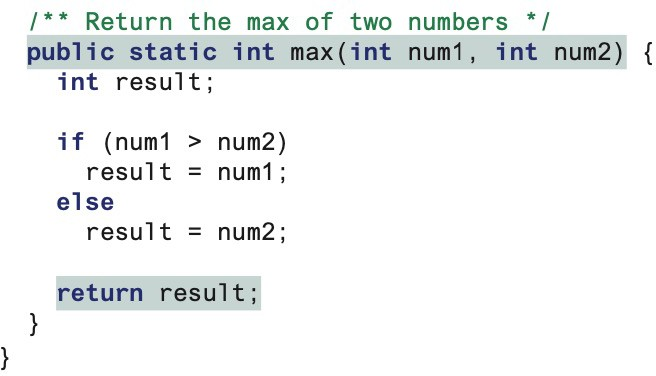 /** Return the max of two numbers */
public static int max(int num1, int num2) {
int result;
if (num1 > num2)
result = num1;
else
result = num2;
return result;
}
}